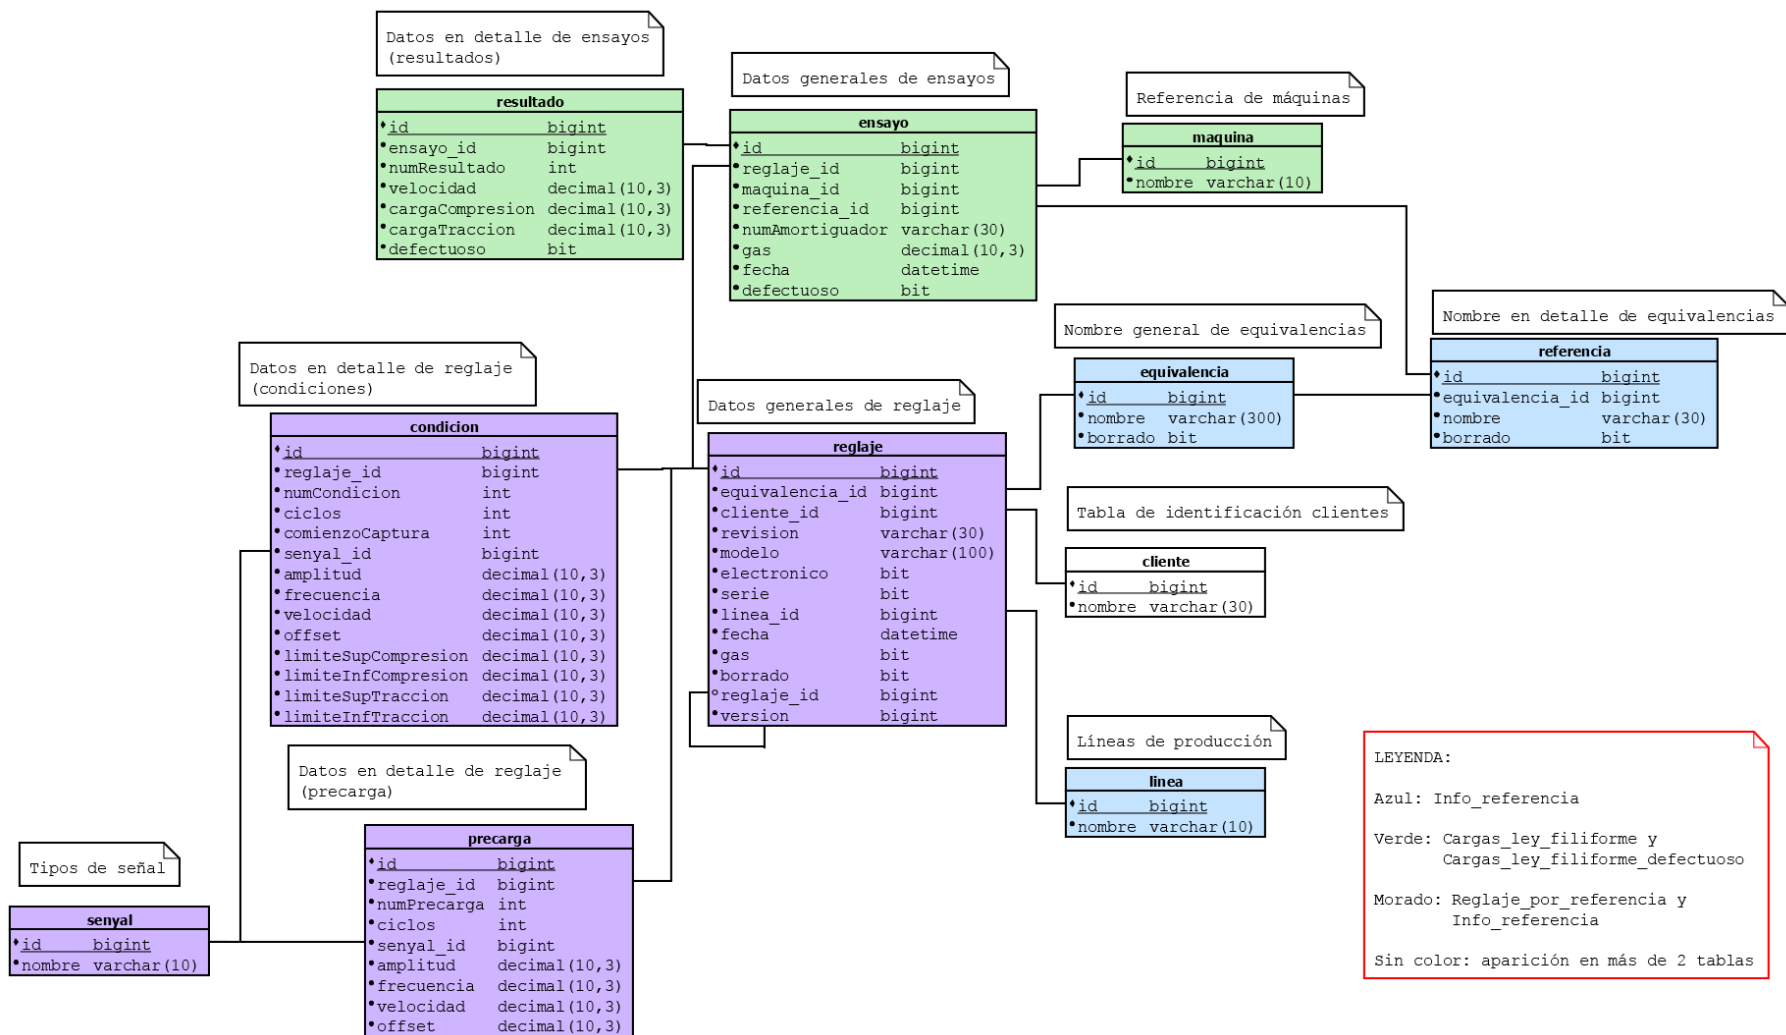 Datos en detalle de ensayos
(resultados)
resultado
id bigint
ensayo_id bigint
numResultado int
velocidad decimal(10,3)
cargaCompresion decimal(10,3)
cargaTraccion decimal(10,3)
defectuoso bit
Datos generales de ensayos
ensayo
id bigint
reglaje_id bigint
maquina_id bigint
referencia_id bigint
numAmortiguador varchar(30)
gas decimal(10,3)
fecha datetime
defectuoso bit
Referencia de máquinas
maquina
id bigint
nombre varchar(10)
Nombre general de equivalencias
equivalencia
id bigint
nombre varchar(300)
borrado bit
Nombre en detalle de equivalencias
referencia
id bigint
equivalencia_id bigint
nombre varchar(30)
borrado bit
Datos en detalle de reglaje
(condiciones)
condicion
id bigint
reglaje_id bigint
numCondicion int
ciclos int
comienzoCaptura int
senyal_id bigint
amplitud decimal(10,3)
frecuencia decimal(10,3)
velocidad decimal(10,3)
offset decimal(10,3)
limiteSupCompresion decimal(10,3)
limiteInfCompresion decimal(10,3)
limiteSupTraccion decimal(10,3)
limiteInfTraccion decimal(10,3)
Datos generales de reglaje
reglaje
id bigint
equivalencia_id bigint
cliente_id bigint
revision varchar(30)
modelo varchar(100)
electronico bit
serie bit
linea_id bigint
fecha datetime
gas bit
borrado bit
reglaje_id bigint
version bigint
Tabla de identificación clientes
cliente
id bigint
nombre varchar(30)
Líneas de producción
linea
id bigint
nombre varchar(10)
Datos en detalle de reglaje
(precarga)
precarga
id bigint
reglaje_id bigint
numPrecarga int
ciclos int
senyal_id bigint
amplitud decimal(10,3)
frecuencia decimal(10,3)
velocidad decimal(10,3)
offset decimal(10,3)
Tipos de señal
senyal
id bigint
nombre varchar(10)
LEYENDA:
Azul: Info_referencia
Verde: Cargas_ley_filiforme y
Cargas_ley_filiforme_defectuoso
Morado: Reglaje_por_referencia y
Info_referencia
Sin color: aparición en más de 2 tablas